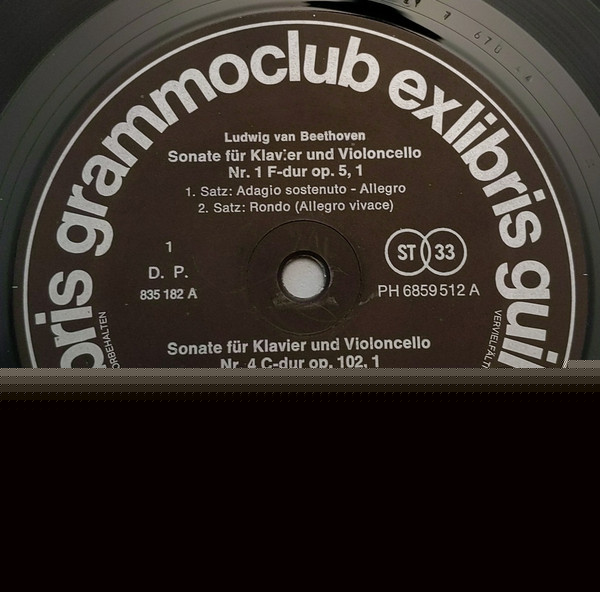 grammoclub exlibris
Ludwig van Beethoven
Sonate für Klavier und Violoncello
Nr. 1 F-dur op. 5, 1
1. Satz: Adagio sostenuto - Allegro
2. Satz: Rondo (Allegro vivace)
1
D. P.
835 182 A
ST 33
PH 6859 512 A
Sonate für Klavier und Violoncello
Nr. 4 C-dur op. 102, 1